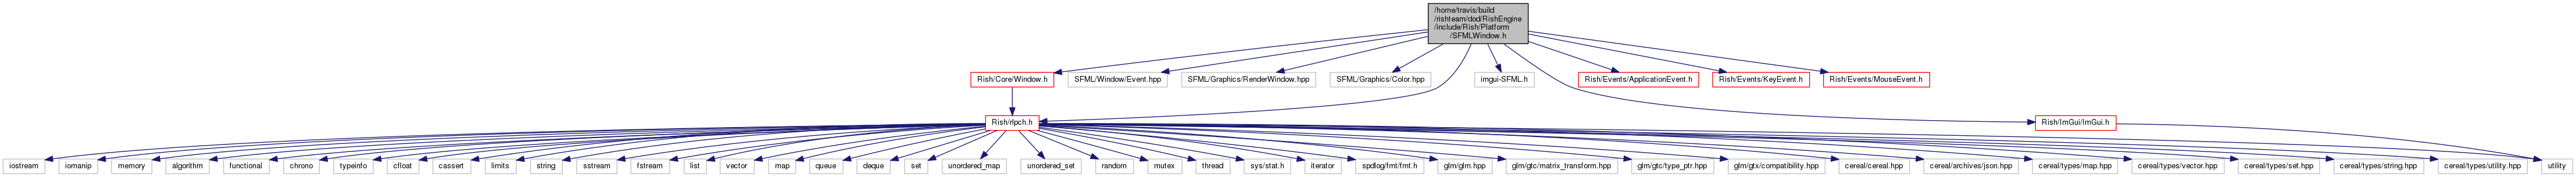 /home/travis/build
/rishteam/dod/RishEngine
/include/Rish/Platform
/SFMLWindow.h
Rish/Core/Window.h
SFML/Window/Event.hpp
SFML/Graphics/RenderWindow.hpp
SFML/Graphics/Color.hpp
imgui-SFML.h
Rish/Events/ApplicationEvent.h
Rish/Events/KeyEvent.h
Rish/Events/MouseEvent.h
Rish/rlpch.h
Rish/ImGui/ImGui.h
iostream
iomanip
memory
algorithm
functional
chrono
typeinfo
cfloat
cassert
limits
string
sstream
fstream
list
vector
map
queue
deque
set
unordered_map
unordered_set
random
mutex
thread
sys/stat.h
iterator
spdlog/fmt/fmt.h
glm/glm.hpp
glm/gtc/matrix_transform.hpp
glm/gtc/type_ptr.hpp
glm/gtx/compatibility.hpp
cereal/cereal.hpp
cereal/archives/json.hpp
cereal/types/map.hpp
cereal/types/vector.hpp
cereal/types/set.hpp
cereal/types/string.hpp
cereal/types/utility.hpp
utility